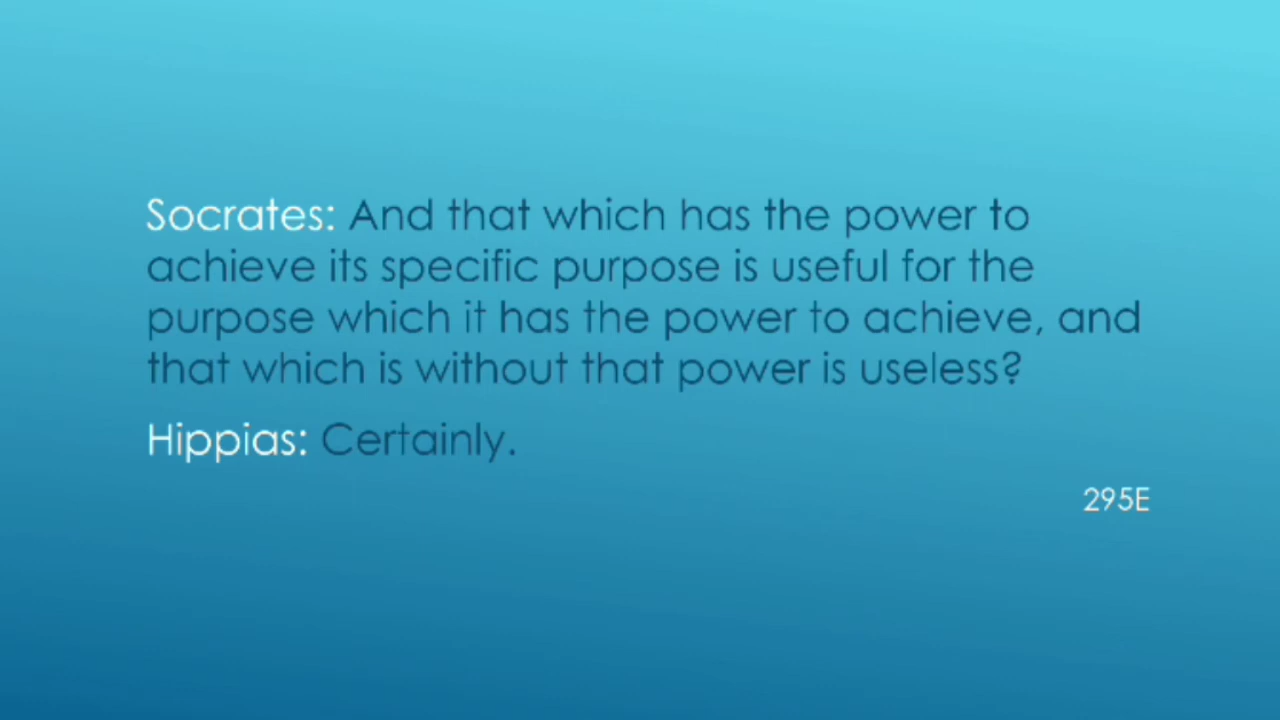 Socrates: And that which has the power to
achieve its specific purpose is useful for the
purpose which it has the power to achieve, and
that which is without that power is useless?
Hippias: Certainly.
295E